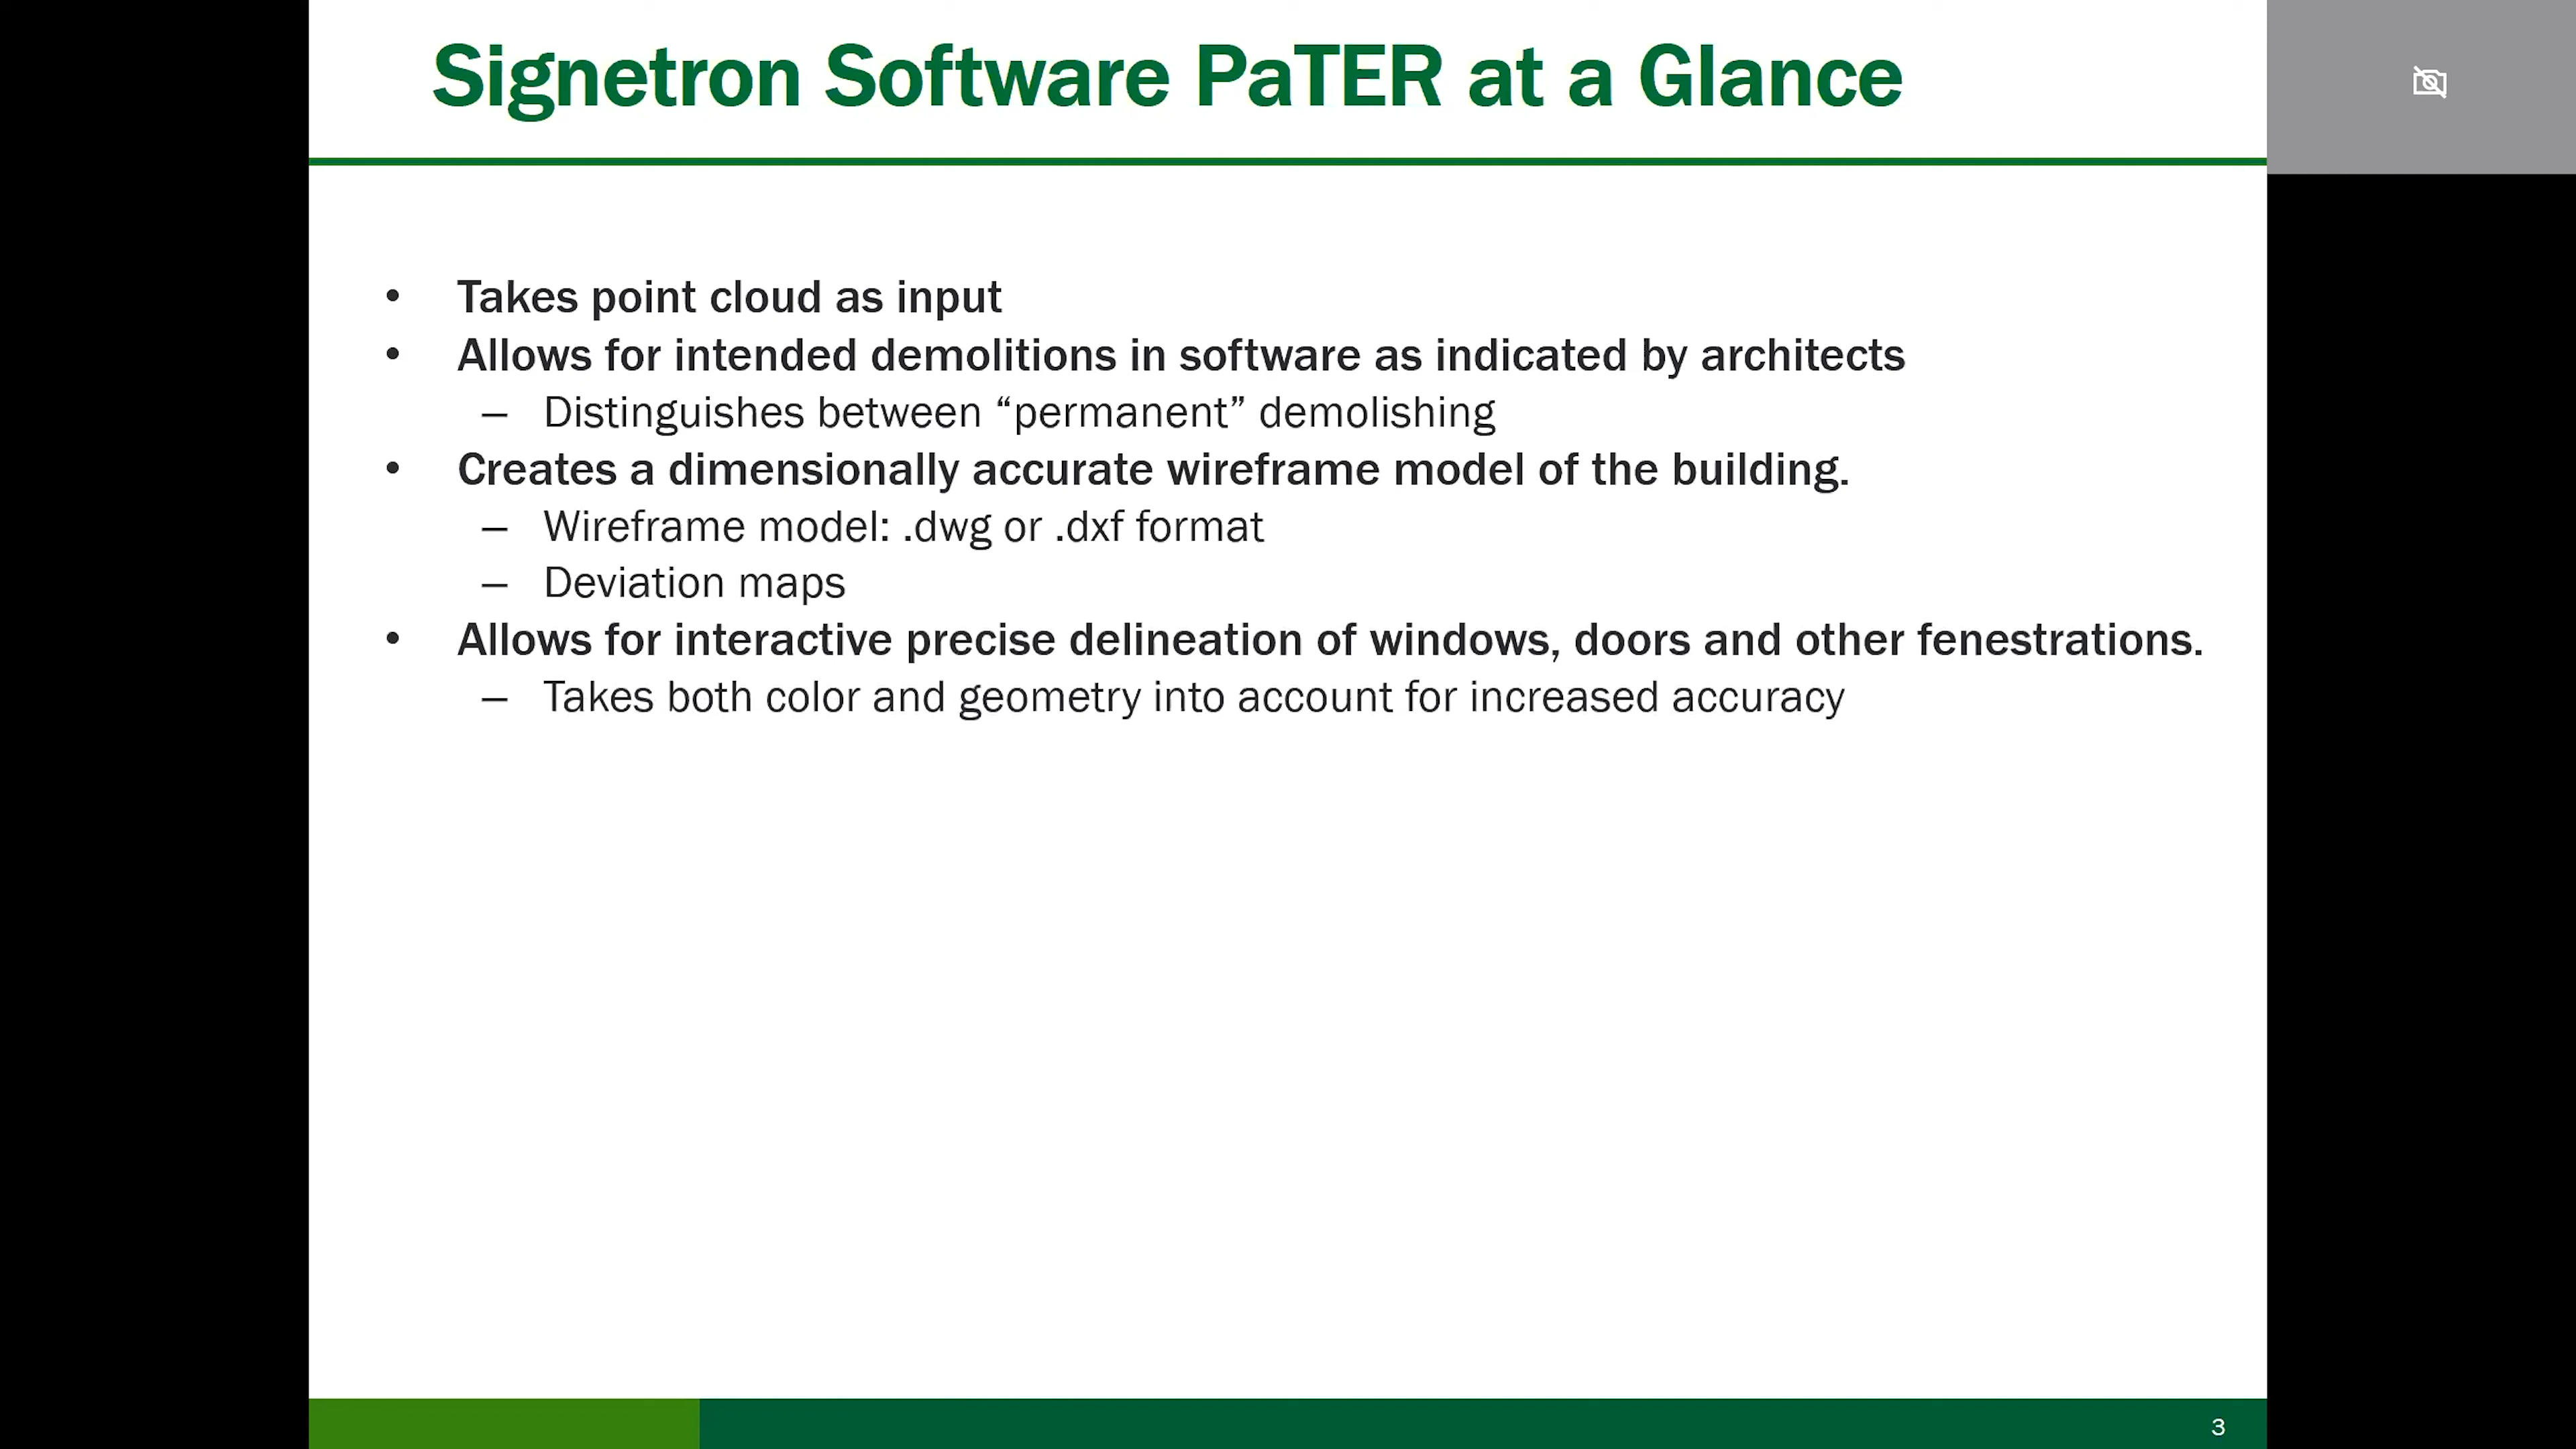 Signetron Software PaTER at a Glance
• Takes point cloud as input
• Allows for intended demolitions in software as indicated by architects
– Distinguishes between “permanent” demolishing
• Creates a dimensionally accurate wireframe model of the building.
– Wireframe model: .dwg or .dxf format
– Deviation maps
• Allows for interactive precise delineation of windows, doors and other fenestrations.
– Takes both color and geometry into account for increased accuracy
3